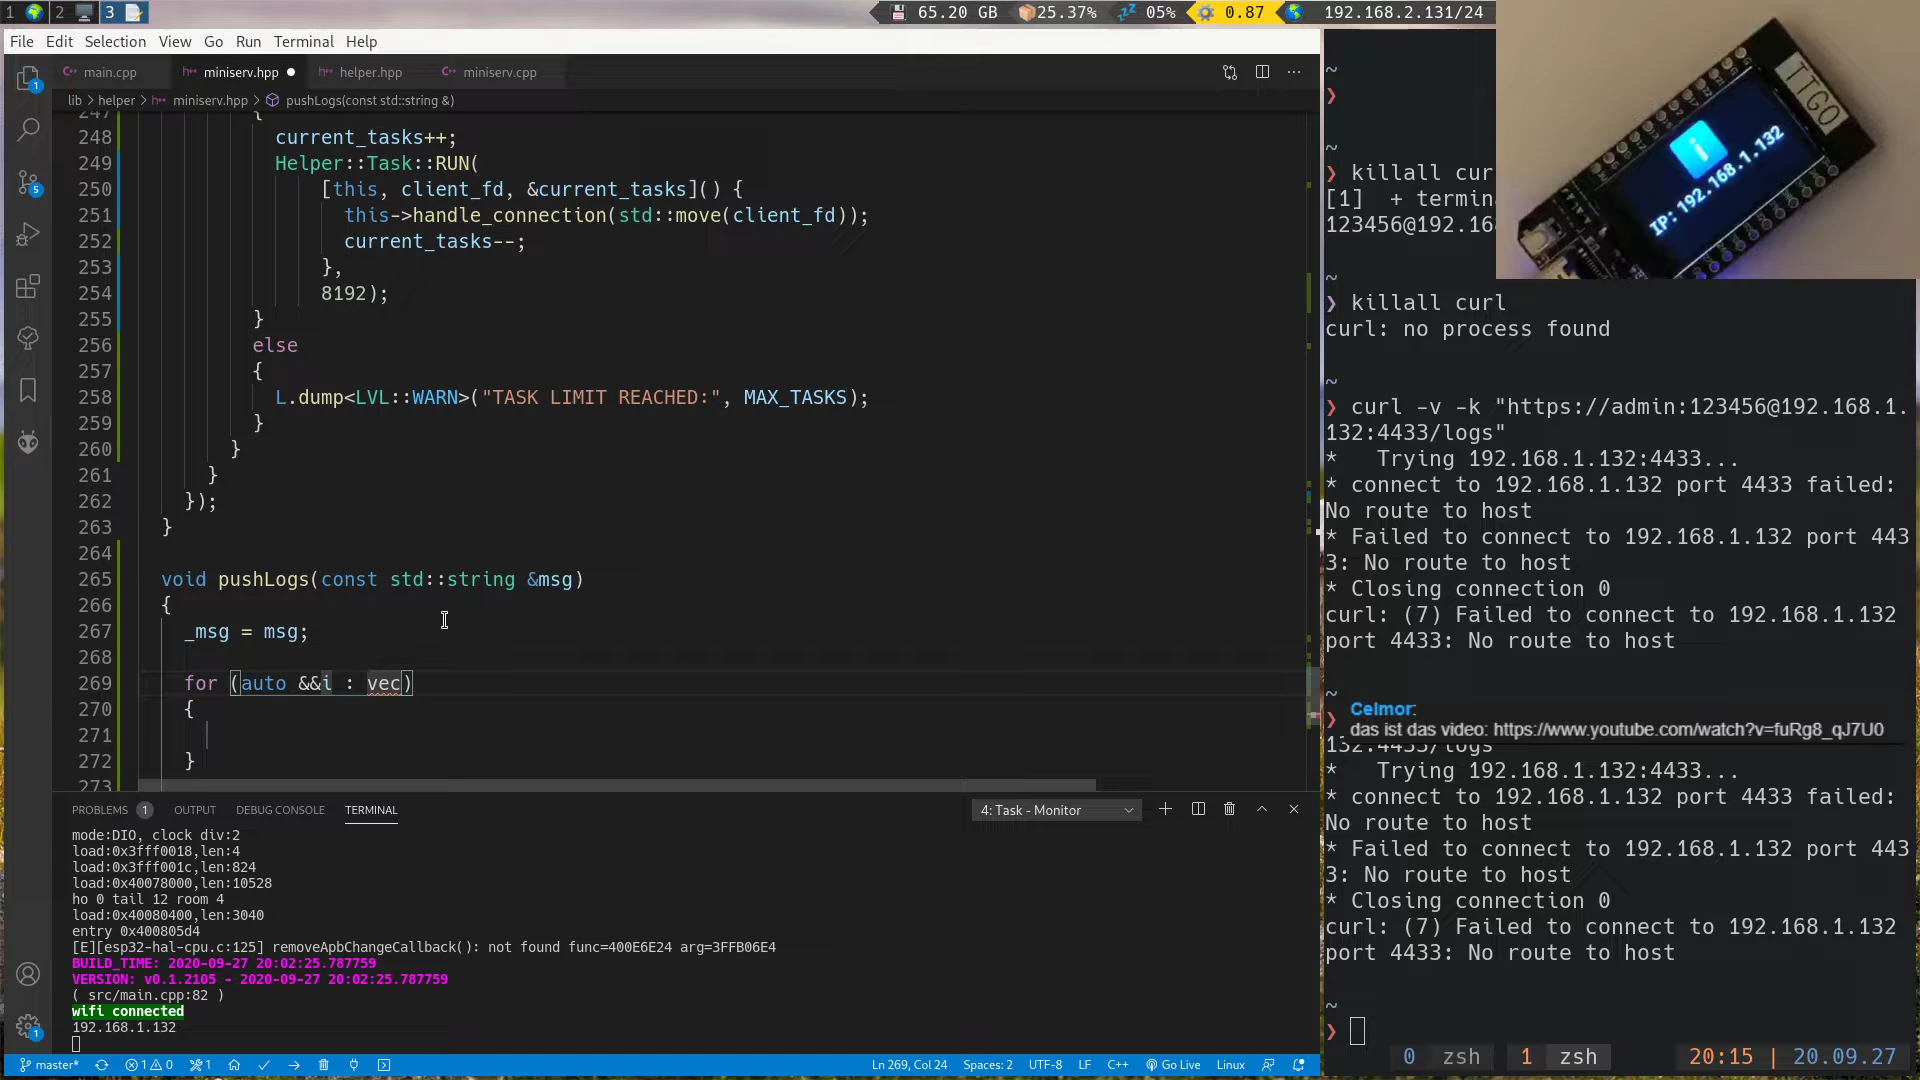 1 2 3 65.20 GB 25.37% 05% 0.87 192.168.2.131/24
File Edit Selection View Go Run Terminal Help
main.cpp miniserv.hpp helper.hpp miniserv.cpp
lib > helper > miniserv.hpp > pushLogs(const std::string &)
247 {
248 current_tasks++;
249 Helper::Task::RUN(
250 [this, client_fd, &current_tasks]() {
251 this->handle_connection(std::move(client_fd));
252 current_tasks--;
253 },
254 8192);
255 }
256 else
257 {
258 L.dump<LVL::WARN>("TASK LIMIT REACHED:", MAX_TASKS);
259 }
260 }
261 }
262 });
263 }
264
265 void pushLogs(const std::string &msg)
266 {
267 _msg = msg;
268
269 for (auto &&i : vec)
270 {
271
272 }
273
PROBLEMS 1 OUTPUT DEBUG CONSOLE TERMINAL 4: Task - Monitor
mode:DIO, clock div:2
load:0x3fff0018,len:4
load:0x3fff001c,len:824
load:0x40078000,len:10528
ho 0 tail 12 room 4
load:0x40080400,len:3040
entry 0x400805d4
[E][esp32-hal-cpu.c:125] removeApbChangeCallback(): not found func=400E6E24 arg=3FFB06E4
BUILD_TIME: 2020-09-27 20:02:25.787759
VERSION: v0.1.2105 - 2020-09-27 20:02:25.787759
( src/main.cpp:82 )
wifi connected
192.168.1.132
master* 1 0 1 Ln 269, Col 24 Spaces: 2 UTF-8 LF C++ Go Live Linux
1
5
1
TTGO
i
IP:192.168.1.132
~
❯
~
❯ killall cur
[1] + termin
123456@192.16
~
❯ killall curl
curl: no process found
~
❯ curl -v -k "https://admin:123456@192.168.1.
132:4433/logs"
* Trying 192.168.1.132:4433...
* connect to 192.168.1.132 port 4433 failed:
No route to host
* Failed to connect to 192.168.1.132 port 443
3: No route to host
* Closing connection 0
curl: (7) Failed to connect to 192.168.1.132
port 4433: No route to host
~
❯
Celmor:
das ist das video: https://www.youtube.com/watch?v=fuRg8_qJ7U0
132:4433/logs
* Trying 192.168.1.132:4433...
* connect to 192.168.1.132 port 4433 failed:
No route to host
* Failed to connect to 192.168.1.132 port 443
3: No route to host
* Closing connection 0
curl: (7) Failed to connect to 192.168.1.132
port 4433: No route to host
~
❯
0 zsh 1 zsh 20:15 | 20.09.27